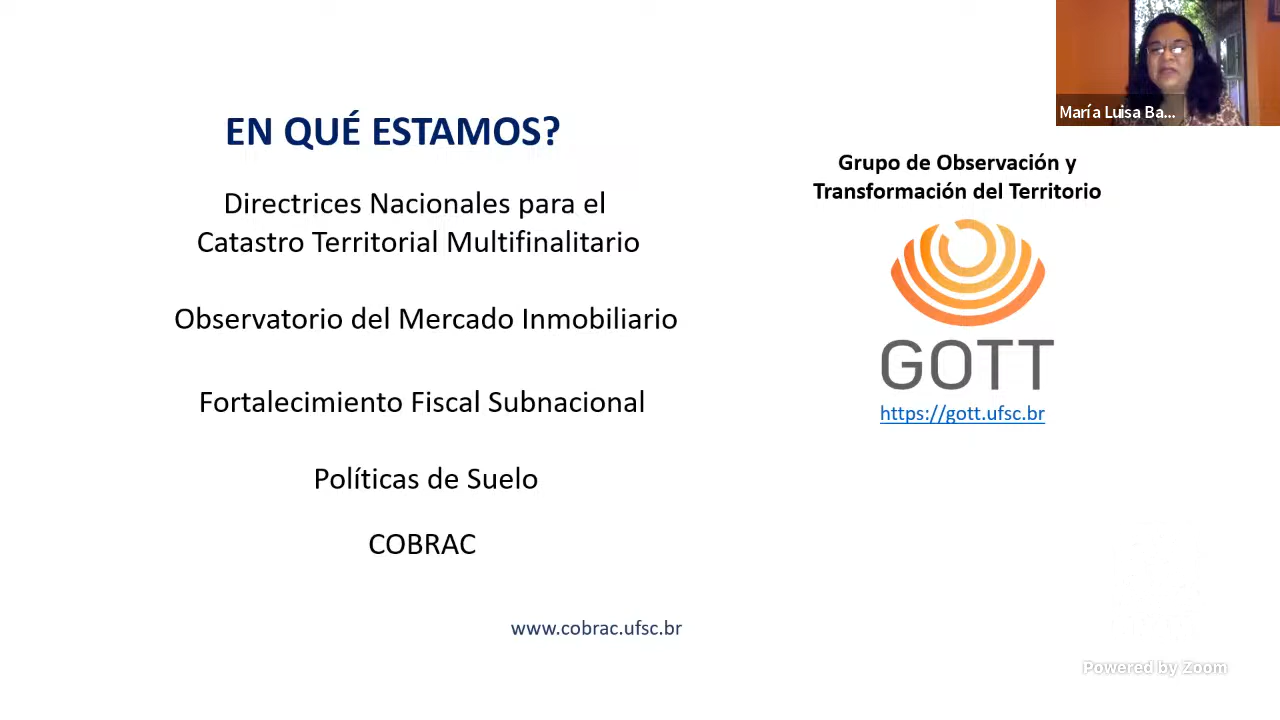 María Luisa Ba...
EN QUÉ ESTAMOS?
Directrices Nacionales para el
Catastro Territorial Multifinalitario
Observatorio del Mercado Inmobiliario
Fortalecimiento Fiscal Subnacional
Políticas de Suelo
COBRAC
www.cobrac.ufsc.br
Grupo de Observación y
Transformación del Territorio
GOTT
https://gott.ufsc.br
Powered by Zoom